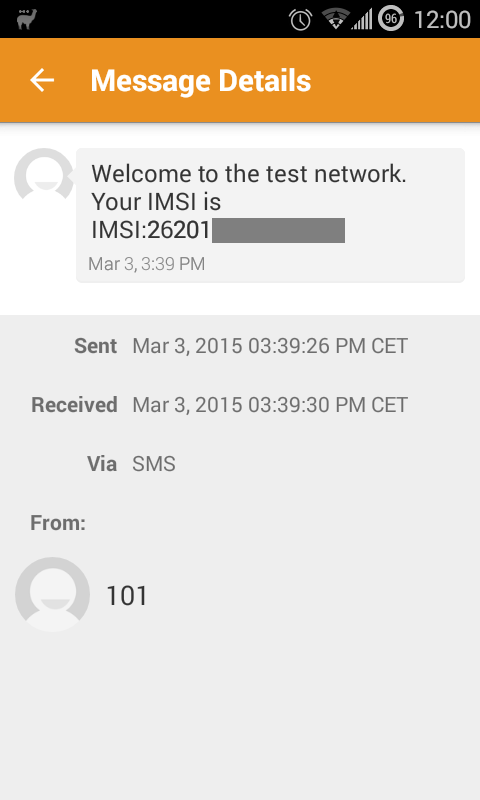 96 12:00
Message Details
Welcome to the test network.
Your IMSI is
IMSI:26201
Mar 3, 3:39 PM
Sent Mar 3, 2015 03:39:26 PM CET
Received Mar 3, 2015 03:39:30 PM CET
Via SMS
From:
101